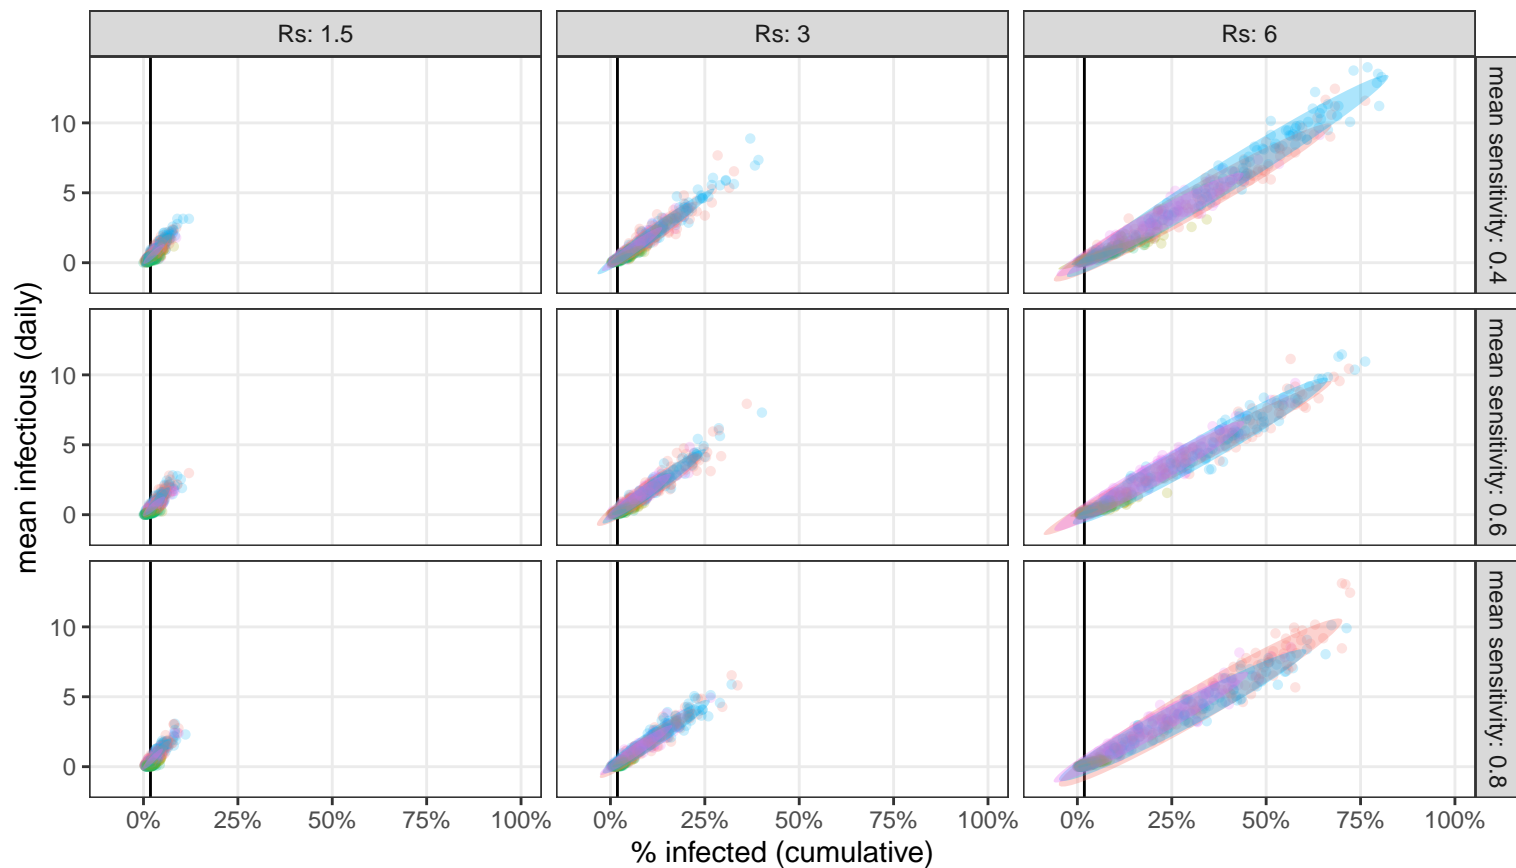 Rs: 1.5
Rs: 3
Rs: 6
mean infectious (daily)
10
5
0
mean sensitivity: 0.4
10
5
0
mean sensitivity: 0.6
10
5
0
mean sensitivity: 0.8
0% 25% 50% 75% 100%
0% 25% 50% 75% 100%
0% 25% 50% 75% 100%
% infected (cumulative)